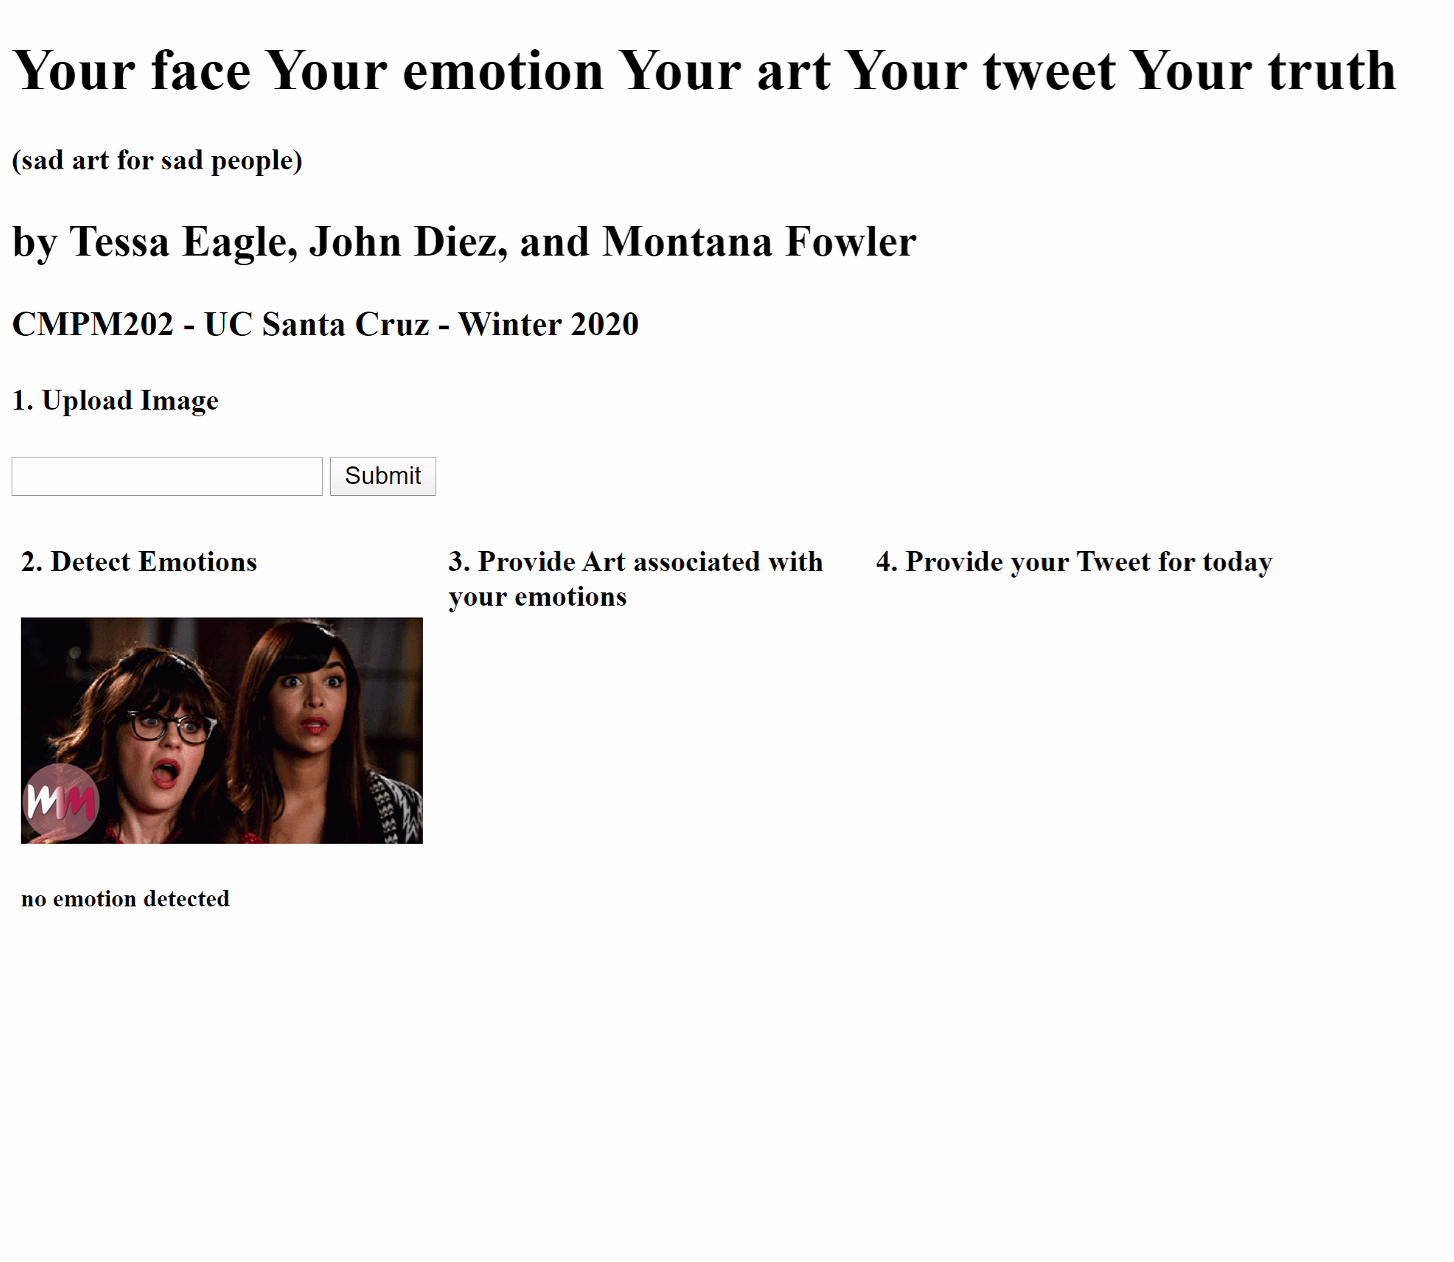 Your face Your emotion Your art Your tweet Your truth
(sad art for sad people)
by Tessa Eagle, John Diez, and Montana Fowler
CMPM202 - UC Santa Cruz - Winter 2020
1. Upload Image
Submit
2. Detect Emotions
3. Provide Art associated with
your emotions
4. Provide your Tweet for today
WM
no emotion detected